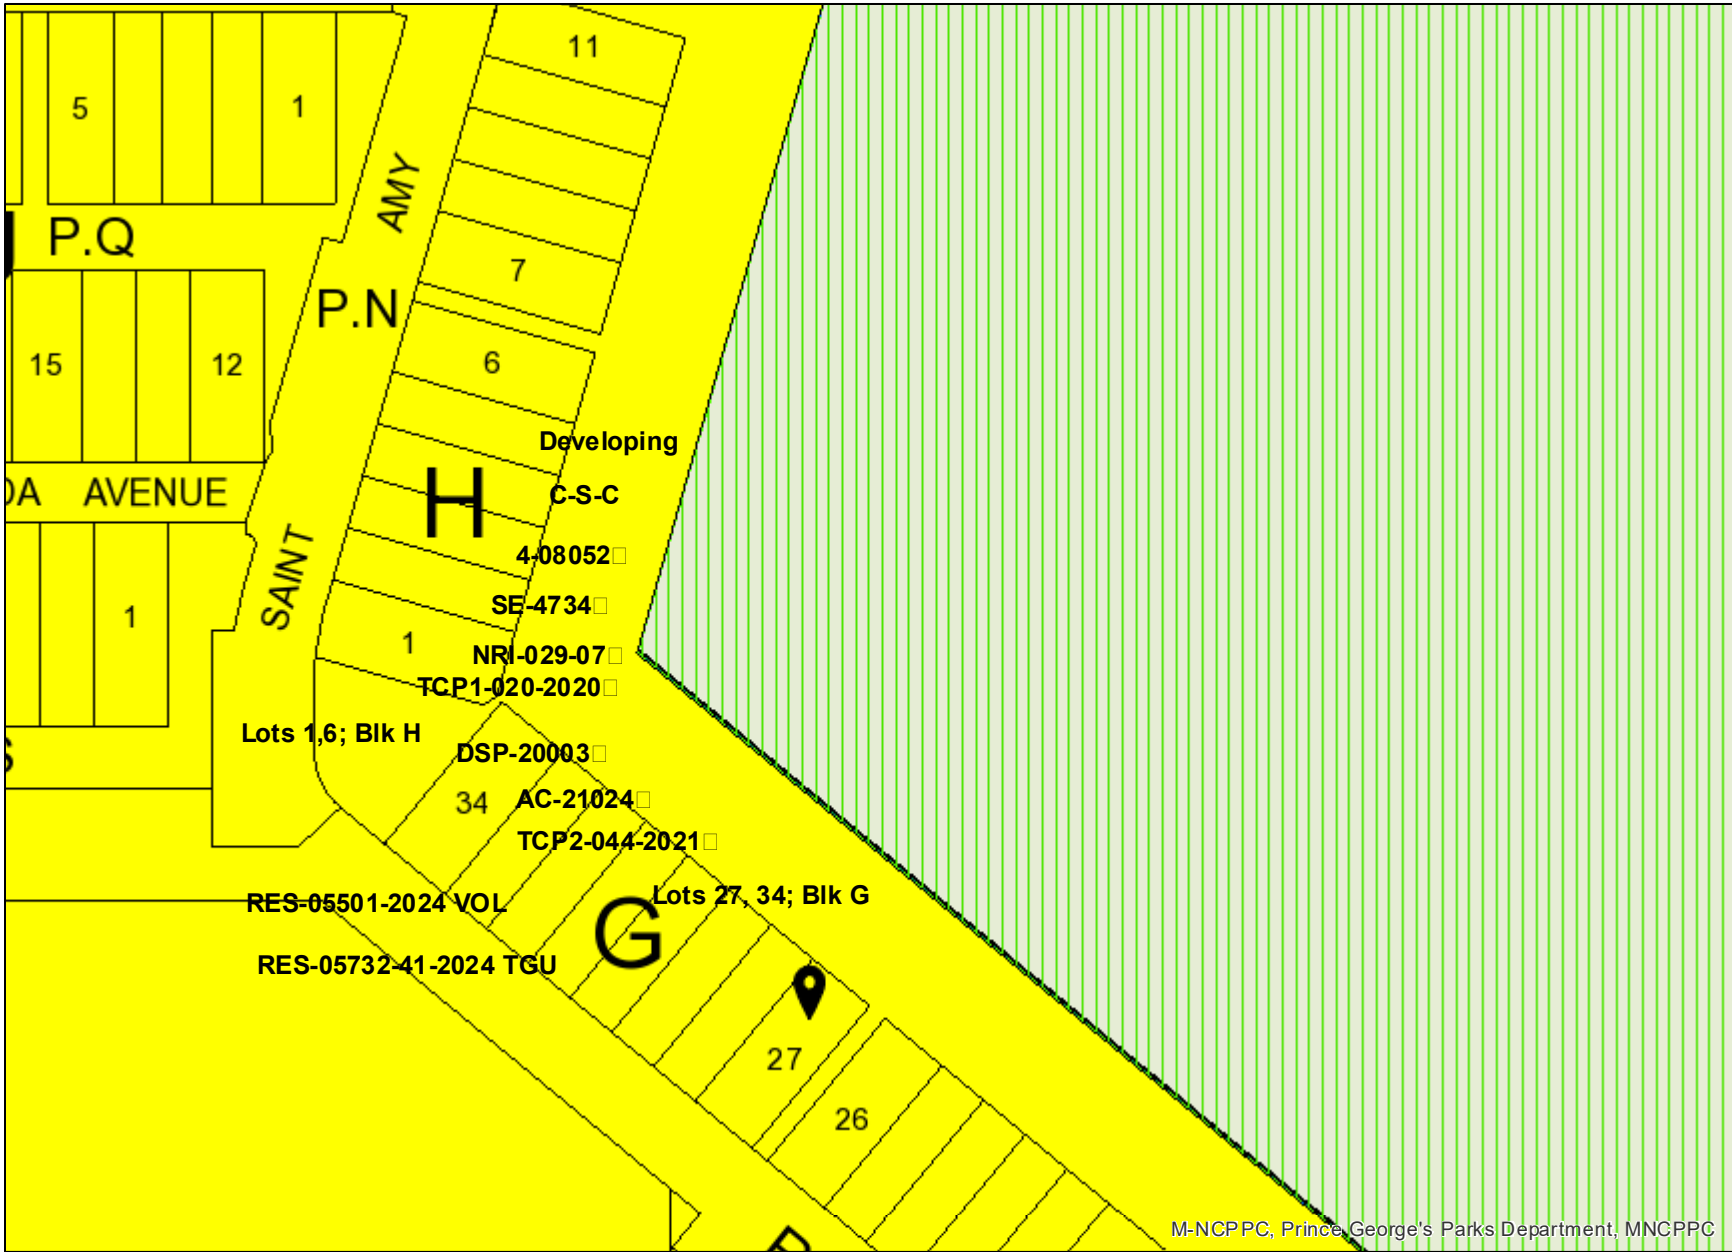 11
5
1
AMY
P.Q
7
P.N
6
15
12
Developing
AVENUE
H
C-S-C
4-08052
SAINT
SE-4734
1
1
NRI-029-07
TCP1-020-2020
Lots 1,6; Blk H
DSP-20003
34
AC-21024
TCP2-044-2021
Lots 27, 34; Blk G
RES-05501-2024 VOL
G
RES-05732-41-2024 TGU
27
26
M-NCPPC, Prince George's Parks Department, MNCPPC